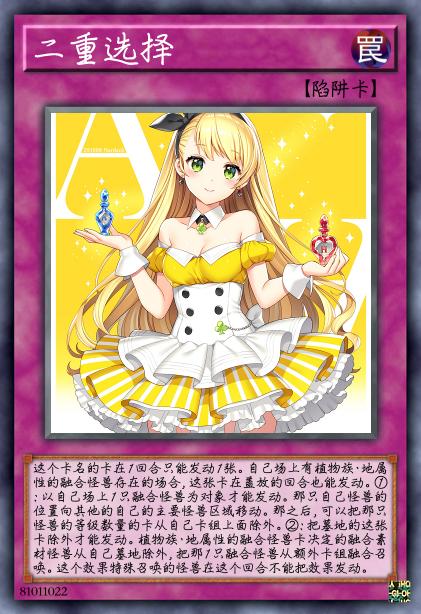 二重选择
罠
【陷阱卡】
A
这个卡名的卡在1回合只能发动1张。自己场上有植物族·地属
性的融合怪兽存在的场合，这张卡在盖放的回合也能发动。①
：以自己场上1只融合怪兽为对象才能发动。那只自己怪兽的
位置向其他的自己的主要怪兽区域移动。那之后，可以把那只
怪兽的等级数量的卡从自己卡组上面除外。②：把墓地的这张
卡除外才能发动。植物族·地属性的融合怪兽卡决定的融合素
材怪兽从自己墓地除外，把那1只融合怪兽从额外卡组融合召
唤。这个效果特殊召唤的怪兽在这个回合不能把效果发动。
81011022